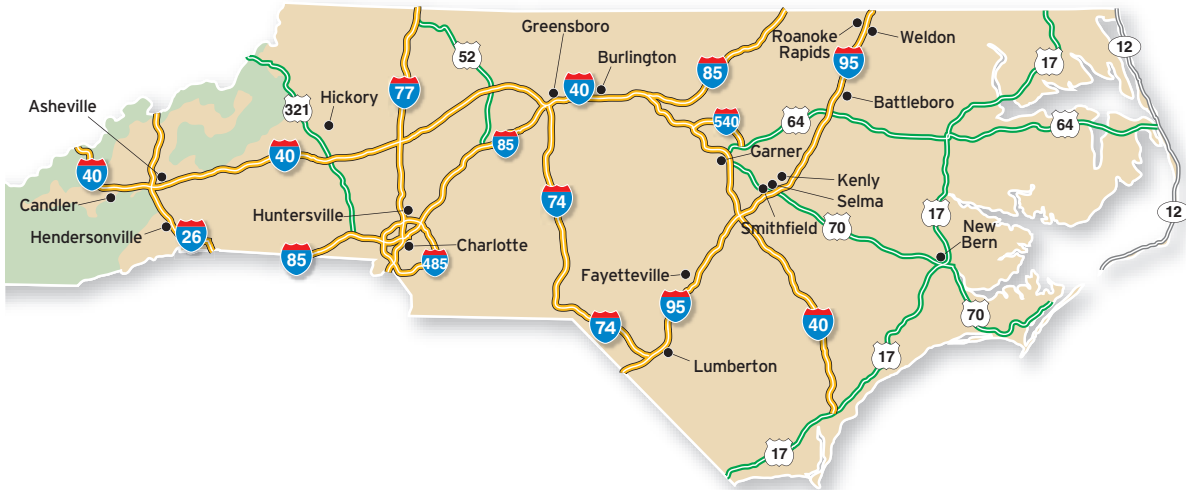 12
Greensboro
Roanoke
Rapids
Weldon
52
17
Burlington
95
85
77
40
Hickory
Asheville
321
Battleboro
64
540
64
85
40
Garner
40
Kenly
Selma
Candler
74
Huntersville
Smithfield
17
12
Hendersonville
26
70
New
Bern
Charlotte
85
485
Fayetteville
95
70
74
40
17
Lumberton
17